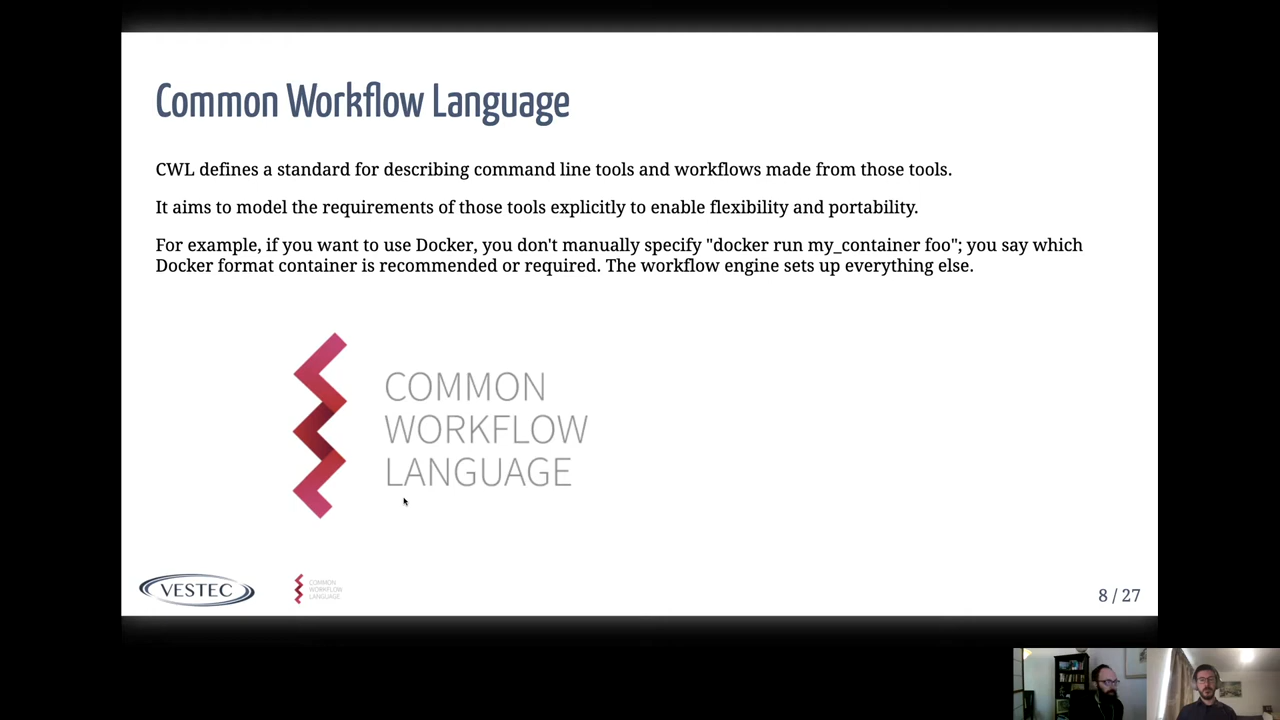 Common Workflow Language
CWL defines a standard for describing command line tools and workflows made from those tools.
It aims to model the requirements of those tools explicitly to enable flexibility and portability.
For example, if you want to use Docker, you don't manually specify "docker run my_container foo"; you say which
Docker format container is recommended or required. The workflow engine sets up everything else.
COMMON
WORKFLOW
LANGUAGE
VESTEC
COMMON
WORKFLOW
LANGUAGE
8 / 27